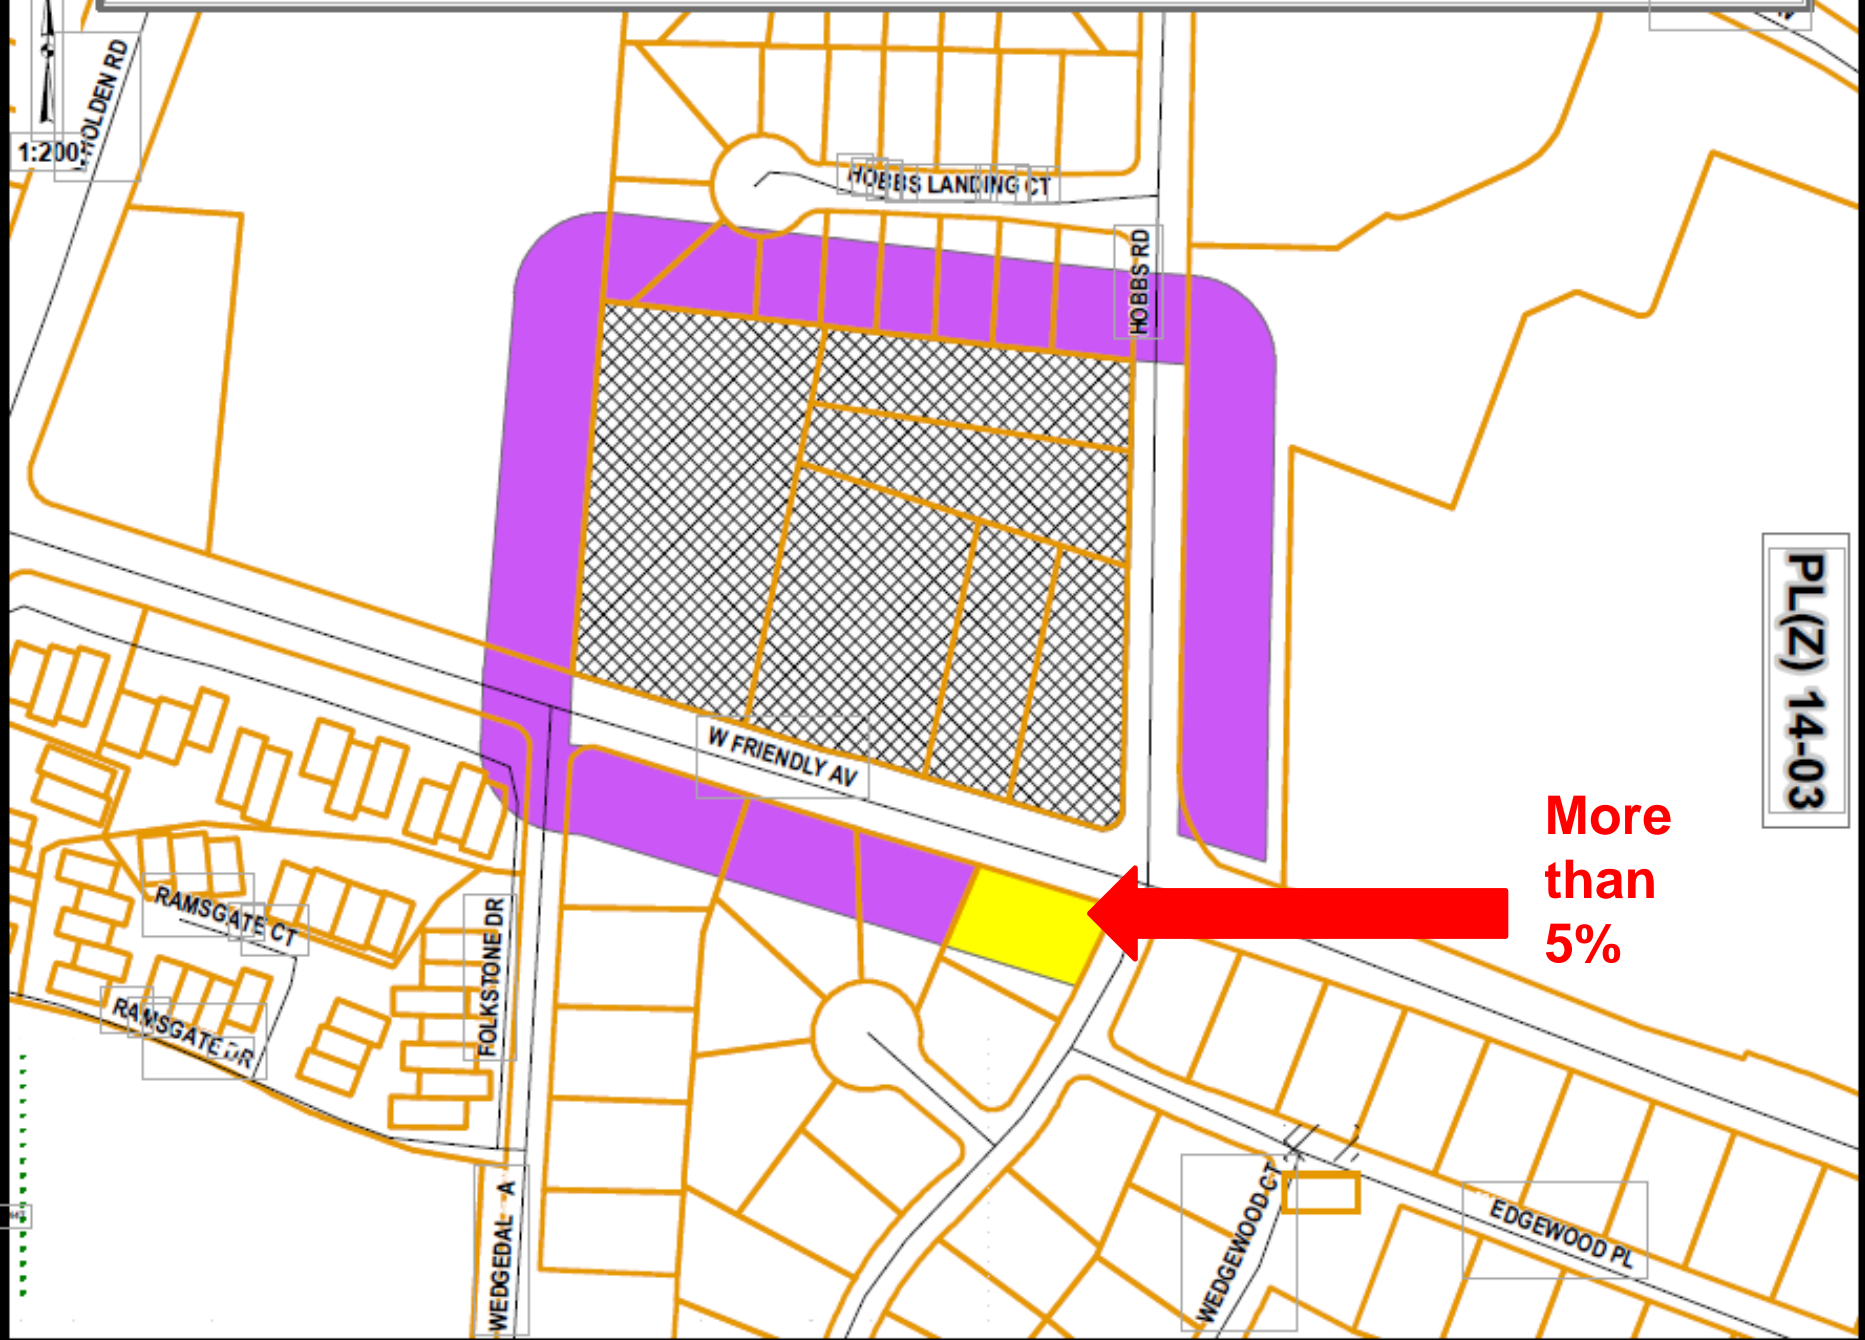 HOLDEN RD
1:200
HOBBS LANDING CT
HOBBS RD
PL(Z) 14-03
W FRIENDLY AV
More
than
5%
RAMSGATE CT
FOLKSTONE DR
RAMSGATE DR
WEDGEDAL A
WEDGEWOOD CT
EDGEWOOD PL